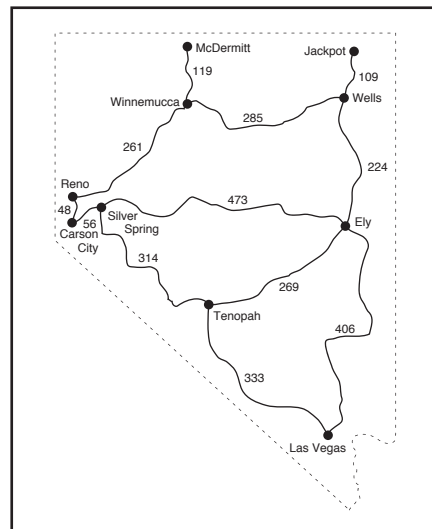 McDermitt
Jackpot
119
109
Winnemucca
Wells
285
261
224
Reno
473
48
56
Silver
Spring
Carson
City
Ely
314
269
Tenopah
406
333
Las Vegas